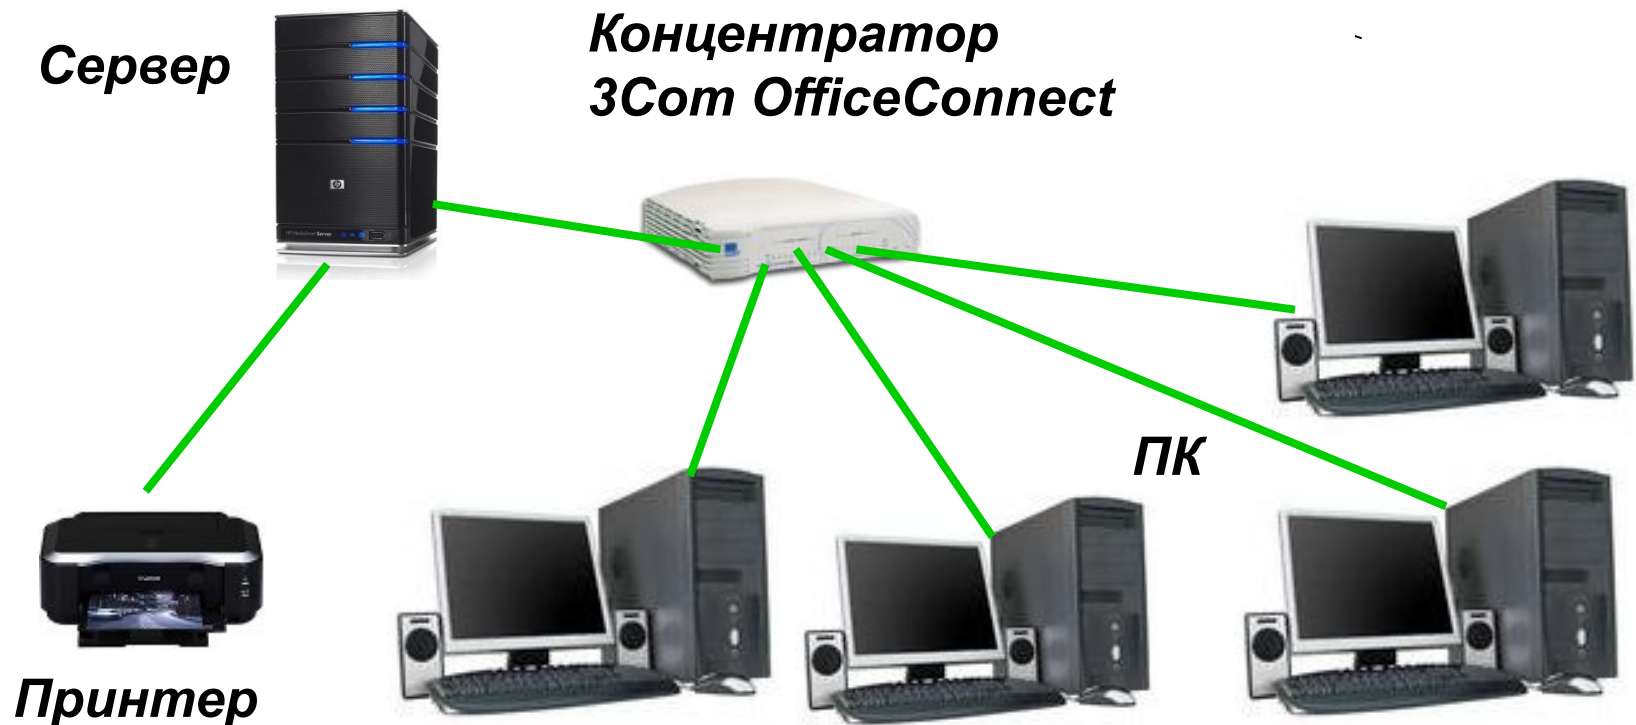 Сервер
Концентратор
3Com OfficeConnect
ПК
Принтер